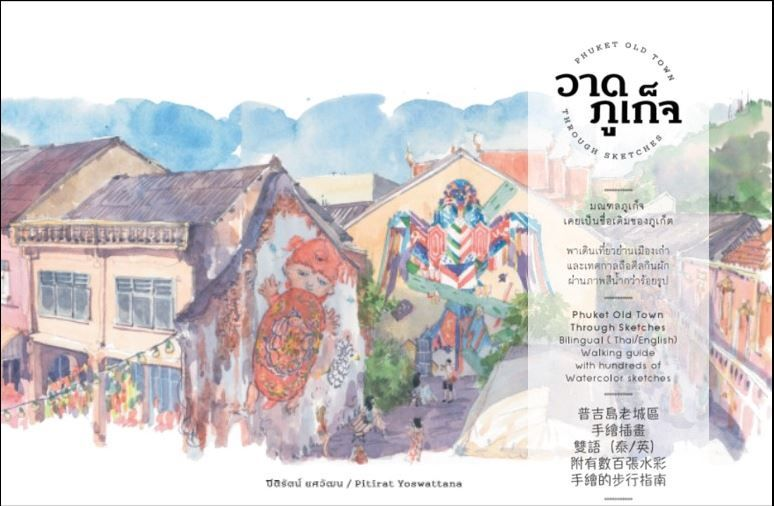 PHUKET OLD TOWN
วาด
ภูเก็จ
THROUGH SKETCHES
มณฑลภูเก็จ
เคยเป็นชื่อเดิมของภูเก็ต
พาเดินเที่ยวย่านเมืองเก่า
และเทศกาลถือศีลกินผัก
ผ่านภาพสีน้ำกว่าร้อยรูป
Phuket Old Town
Through Sketches
Bilingual ( Thai/English)
Walking guide
with hundreds of
Watercolor sketches
普吉島老城區
手繪插畫
雙語（泰/英）
附有數百張水彩
手繪的步行指南
ปิติรัตน์ ยศวัฒน / Pitirat Yoswattana